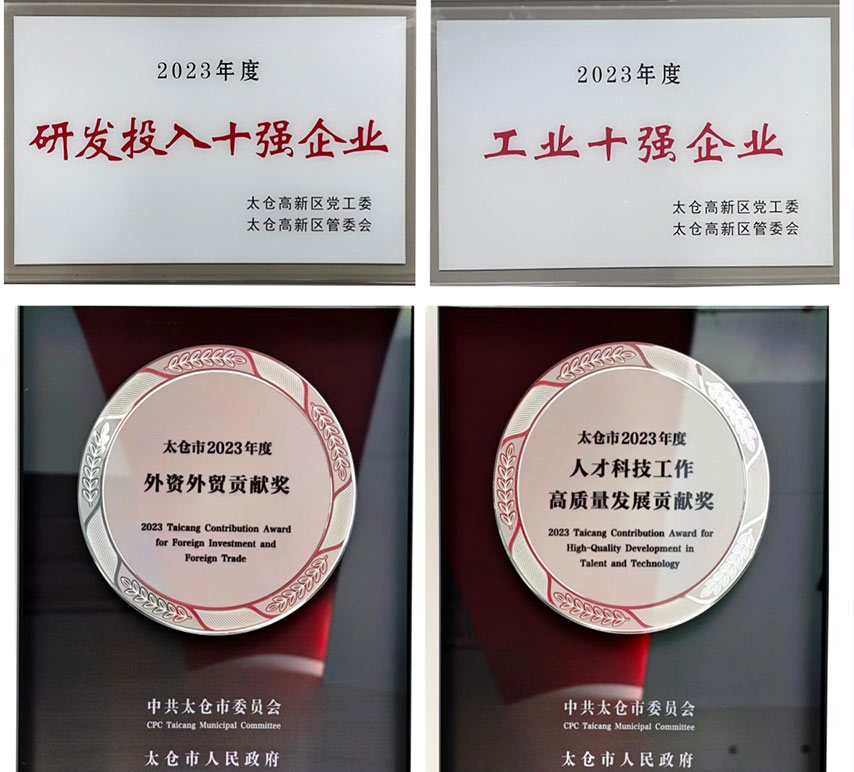 2023年度
研发投入十强企业
太仓高新区党工委
太仓高新区管委会
2023年度
工业十强企业
太仓高新区党工委
太仓高新区管委会
太仓市2023年度
外资外贸贡献奖
2023 Taicang Contribution Award
for Foreign Investment and
Foreign Trade
中共太仓市委员会
CPC Taicang Municipal Committee
太仓市人民政府
太仓市2023年度
人才科技工作
高质量发展贡献奖
2023 Taicang Contribution Award for
High-Quality Development in
Talent and Technology
中共太仓市委员会
CPC Taicang Municipal Committee
太仓市人民政府